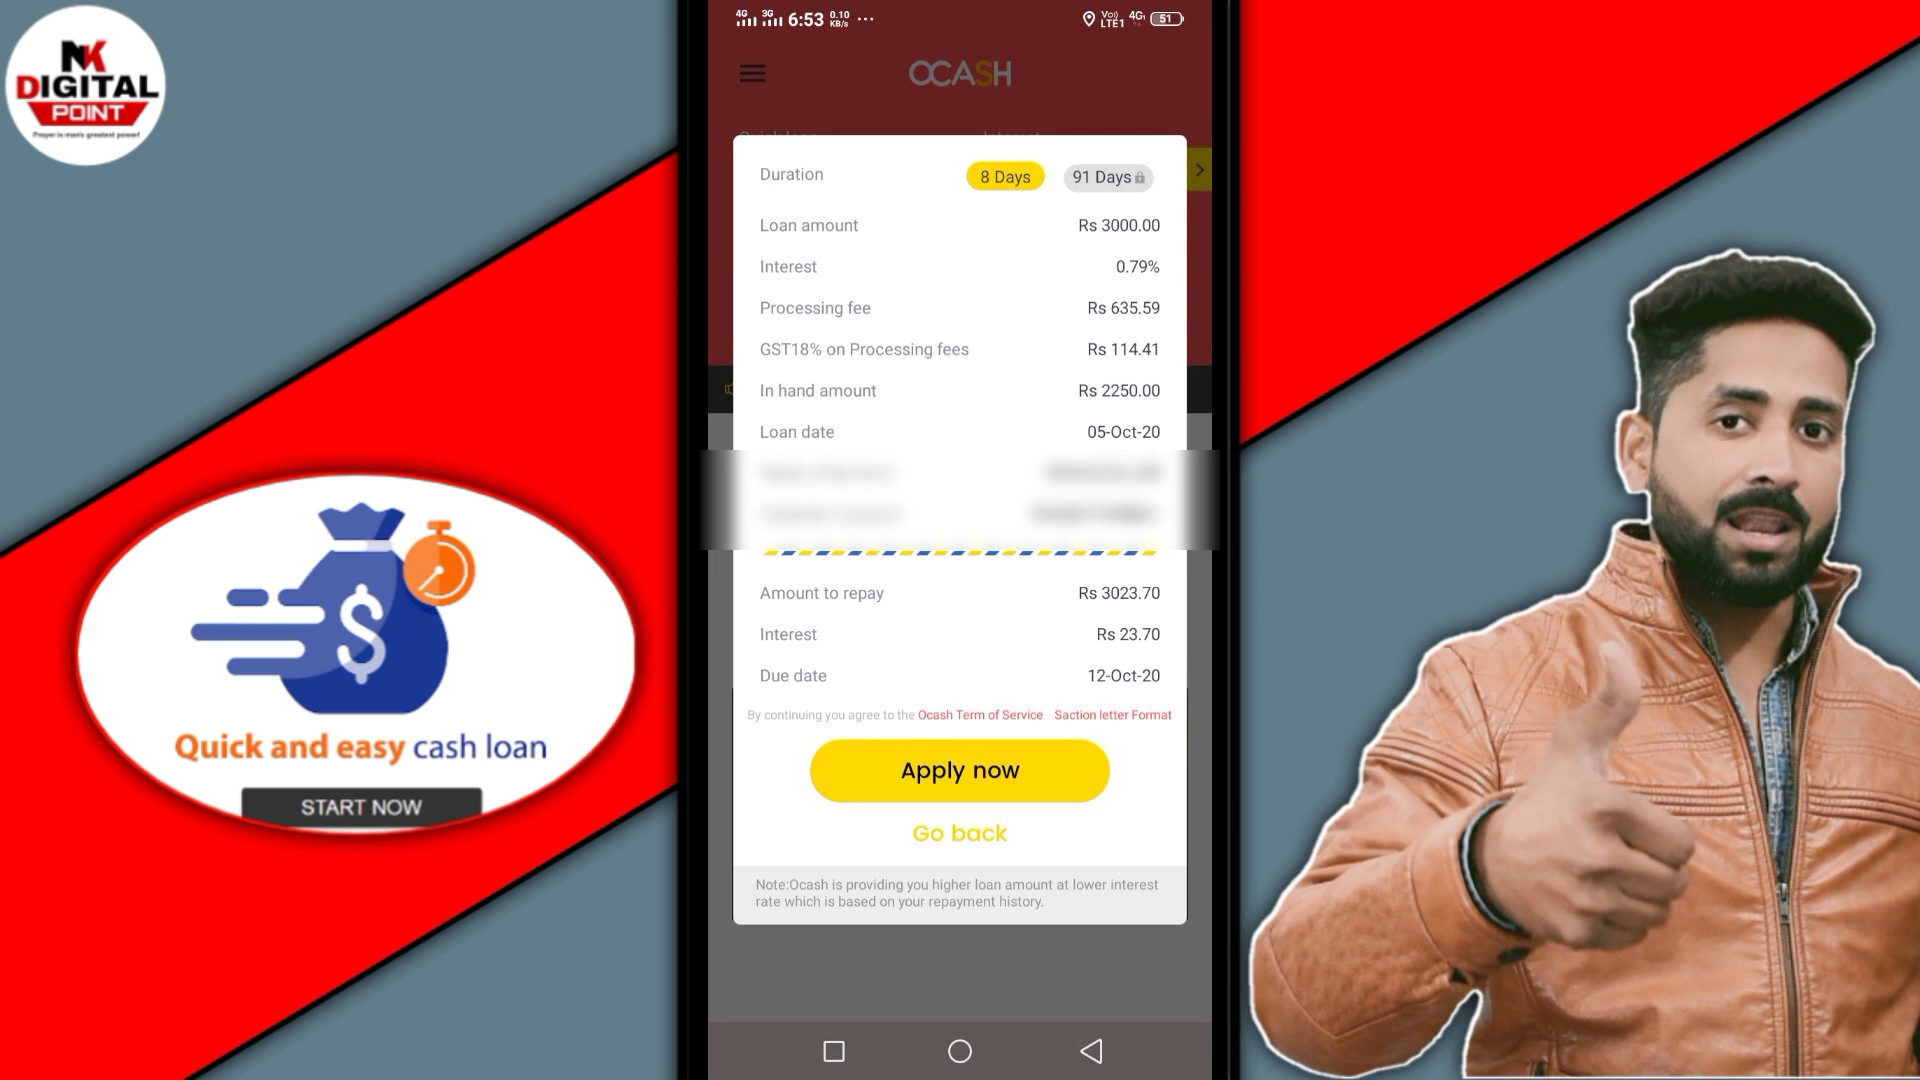 NK
DIGITAL
POINT
Prayer is man's greatest power!
4G 3G 6:53 0.10 KB/s ...
Vo)) LTE1 4G 51
OCASH
Duration 8 Days 91 Days
Loan amount Rs 3000.00
Interest 0.79%
Processing fee Rs 635.59
GST18% on Processing fees Rs 114.41
In hand amount Rs 2250.00
Loan date 05-Oct-20
Amount to repay Rs 3023.70
Interest Rs 23.70
Due date 12-Oct-20
By continuing you agree to the Ocash Term of Service Saction letter Format
Apply now
Go back
Note:Ocash is providing you higher loan amount at lower interest
rate which is based on your repayment history.
$
Quick and easy cash loan
START NOW